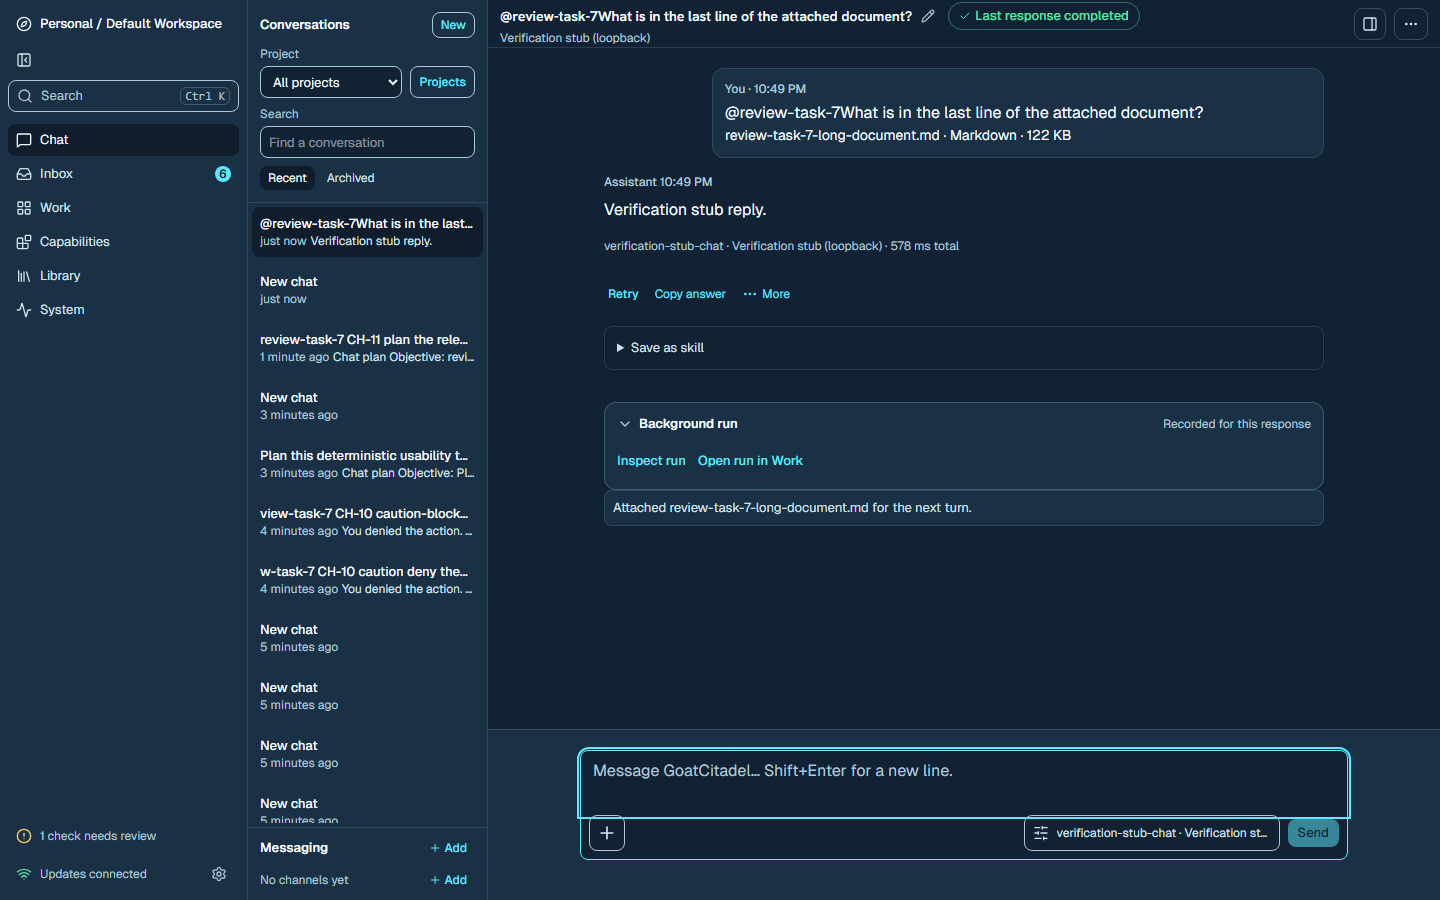 Personal / Default Workspace
Search
Ctrl K
Chat
Inbox
6
Work
Capabilities
Library
System
1 check needs review
Updates connected
Conversations
New
Project
All projects
Projects
Search
Find a conversation
Recent
Archived
@review-task-7What is in the last...
just now Verification stub reply.
New chat
just now
review-task-7 CH-11 plan the rele...
1 minute ago Chat plan Objective: revi...
New chat
3 minutes ago
Plan this deterministic usability t...
3 minutes ago Chat plan Objective: Pl...
view-task-7 CH-10 caution-block...
4 minutes ago You denied the action. ...
w-task-7 CH-10 caution deny the...
4 minutes ago You denied the action. ...
New chat
5 minutes ago
New chat
5 minutes ago
New chat
5 minutes ago
New chat
5 minutes ago
Messaging
+ Add
No channels yet
+ Add
@review-task-7What is in the last line of the attached document?
Last response completed
Verification stub (loopback)
You · 10:49 PM
@review-task-7What is in the last line of the attached document?
review-task-7-long-document.md · Markdown · 122 KB
Assistant 10:49 PM
Verification stub reply.
verification-stub-chat · Verification stub (loopback) · 578 ms total
Retry
Copy answer
··· More
Save as skill
Background run
Recorded for this response
Inspect run
Open run in Work
Attached review-task-7-long-document.md for the next turn.
Message GoatCitadel... Shift+Enter for a new line.
verification-stub-chat · Verification st...
Send